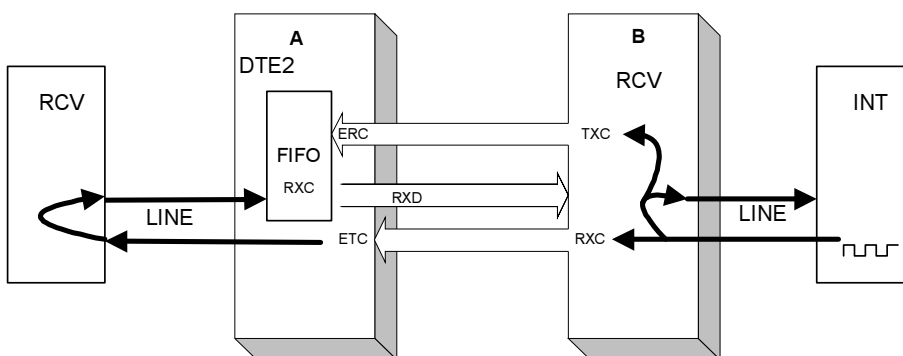 A
B
DTE2
RCV
RCV
INT
ERC
TXC
FIFO
RXC
RXD
LINE
LINE
ETC
RXC